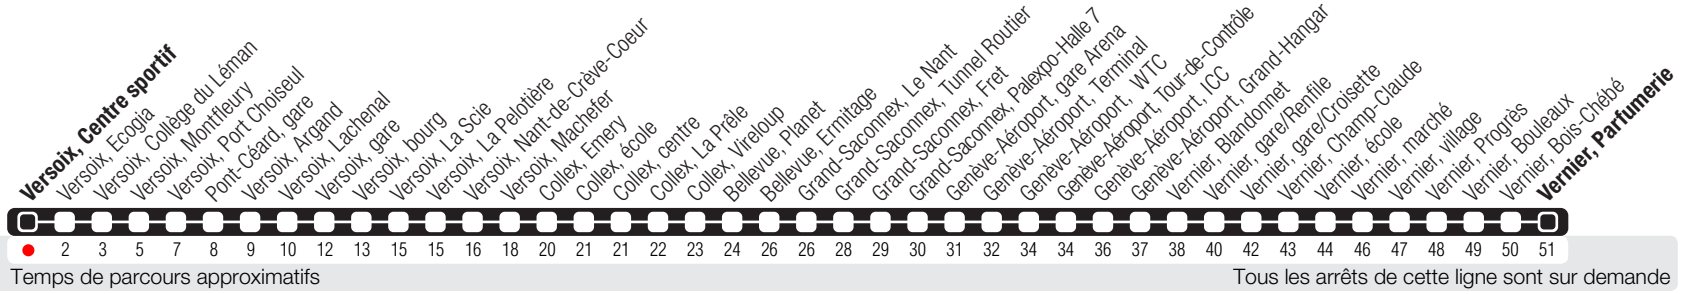 Versoix, Centre sportif
Versoix, Ecogia
Versoix, Collège du Léman
Versoix, Montfleury
Versoix, Port Choiseul
Pont-Céard, gare
Versoix, Argand
Versoix, Lachenal
Versoix, gare
Versoix, bourg
Versoix, La Scie
Versoix, La Pelotière
Versoix, Nant-de-Crève-Coeur
Versoix, Machefer
Collex, Emery
Collex, école
Collex, centre
Collex, La Prêle
Collex, Vireloup
Bellevue, Planet
Bellevue, Ermitage
Grand-Saconnex, Le Nant
Grand-Saconnex, Tunnel Routier
Grand-Saconnex, Fret
Grand-Saconnex, Palexpo-Halle 7
Genève-Aéroport, gare Arena
Genève-Aéroport, Terminal
Genève-Aéroport, WTC
Genève-Aéroport, Tour-de-Contrôle
Genève-Aéroport, ICC
Genève-Aéroport, Grand-Hangar
Vernier, Blandonnet
Vernier, gare/Renfile
Vernier, gare/Croisette
Vernier, Champ-Claude
Vernier, école
Vernier, marché
Vernier, village
Vernier, Progrès
Vernier, Bouleaux
Vernier, Bois-Chébé
Vernier, Parfumerie
2 3 5 7 8 9 10 12 13 15 15 16 18 20 21 21 22 23 24 26 26 28 29 30 31 32 34 34 36 37 38 40 42 43 44 46 47 48 49 50 51
Temps de parcours approximatifs
Tous les arrêts de cette ligne sont sur demande